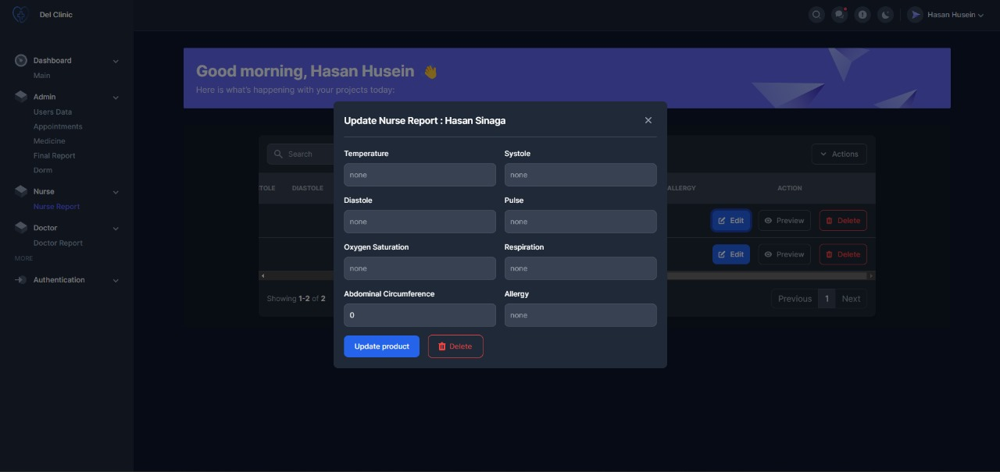 Del Clinic
Hasan Husein
Dashboard
Main
Admin
Users Data
Appointments
Medicine
Final Report
Dorm
Nurse
Nurse Report
Doctor
Doctor Report
MORE
Authentication
Good morning, Hasan Husein 👋
Here is what's happening with your projects today:
Search
Actions
TOLE DIASTOLE ALLERGY ACTION
Edit Preview Delete
Edit Preview Delete
Showing 1-2 of 2
Previous 1 Next
Update Nurse Report : Hasan Sinaga
Temperature Systole
none none
Diastole Pulse
none none
Oxygen Saturation Respiration
none none
Abdominal Circumference Allergy
0 none
Update product Delete